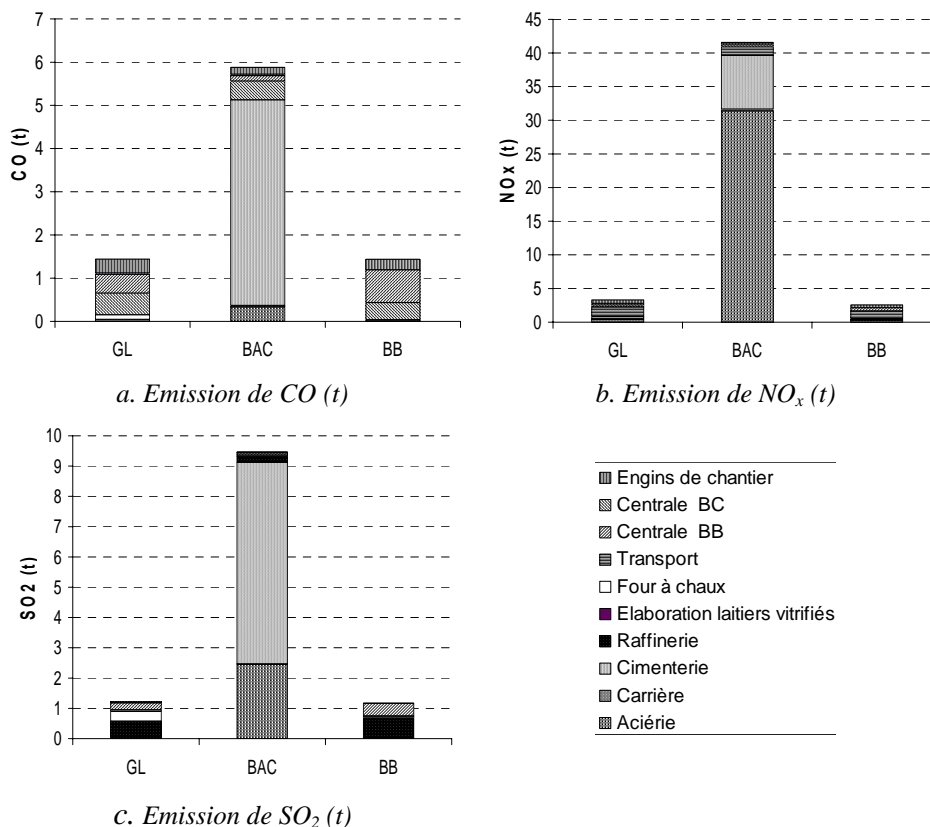 7
6
5
4
3
2
1
0
CO (t)
GL BAC BB
a. Emission de CO (t)
45
40
35
30
25
20
15
10
5
0
NOx (t)
GL BAC BB
b. Emission de NOx (t)
10
9
8
7
6
5
4
3
2
1
0
SO2 (t)
GL BAC BB
c. Emission de SO2 (t)
Engins de chantier
Centrale BC
Centrale BB
Transport
Four à chaux
Elaboration laitiers vitrifiés
Raffinerie
Cimenterie
Carrière
Aciérie